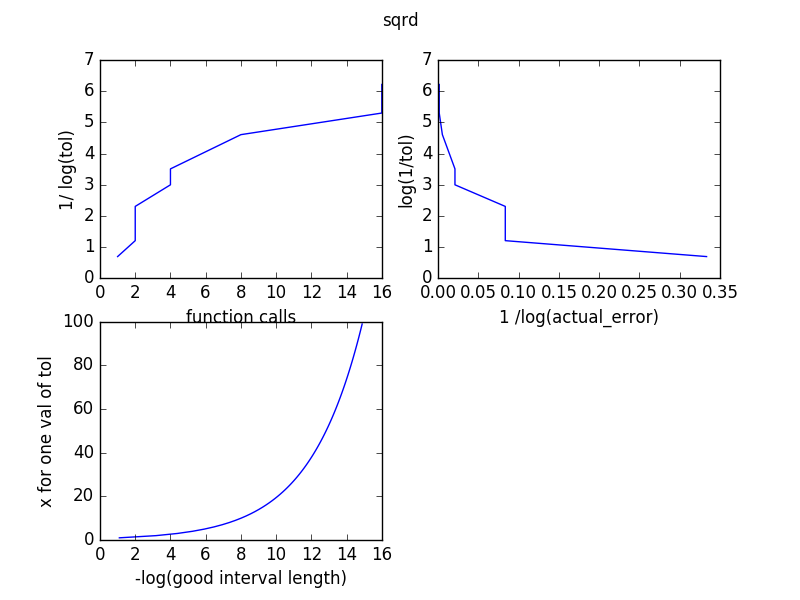 sqrd
7
6
5
4
3
2
1
0
1/ log(tol)
0 2 4 6 8 10 12 14 16
function calls
7
6
5
4
3
2
1
0
log(1/tol)
0.00 0.05 0.10 0.15 0.20 0.25 0.30 0.35
1 /log(actual_error)
100
80
60
40
20
0
x for one val of tol
0 2 4 6 8 10 12 14 16
-log(good interval length)